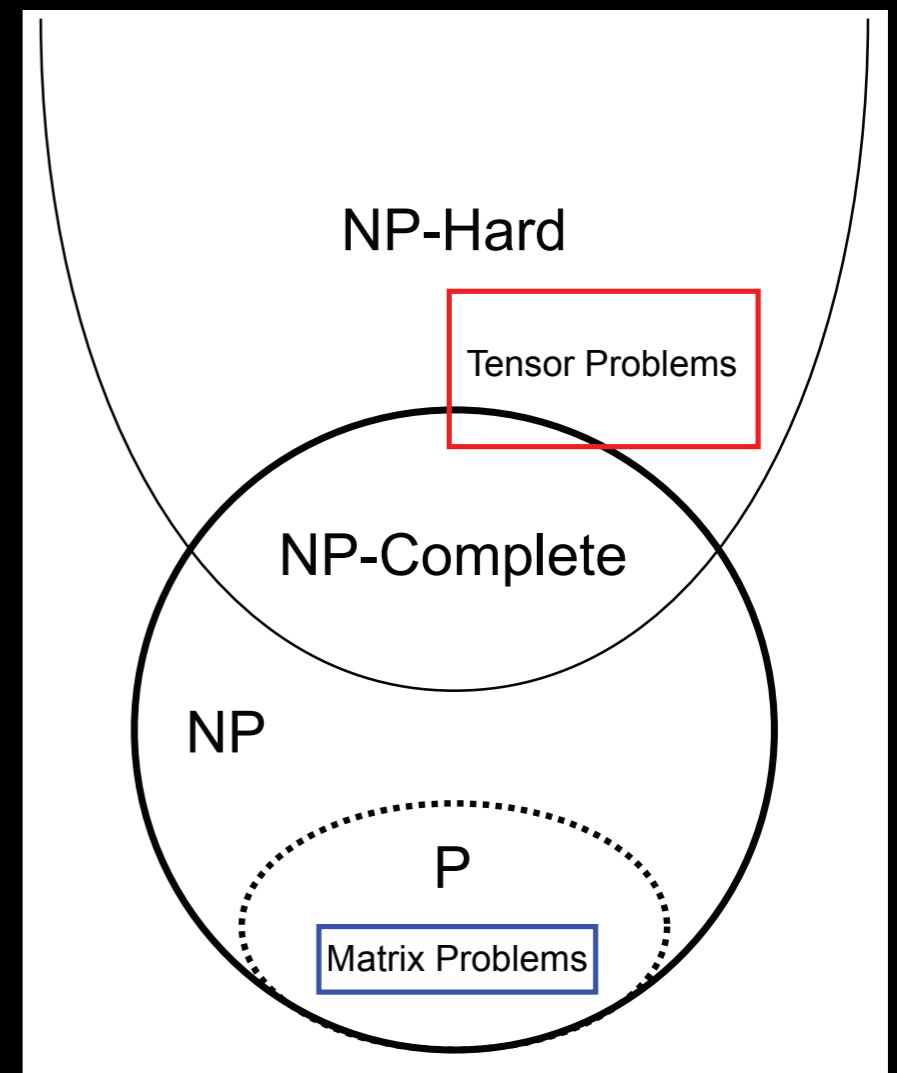 NP-Hard
Tensor Problems
NP-Complete
NP
P
Matrix Problems